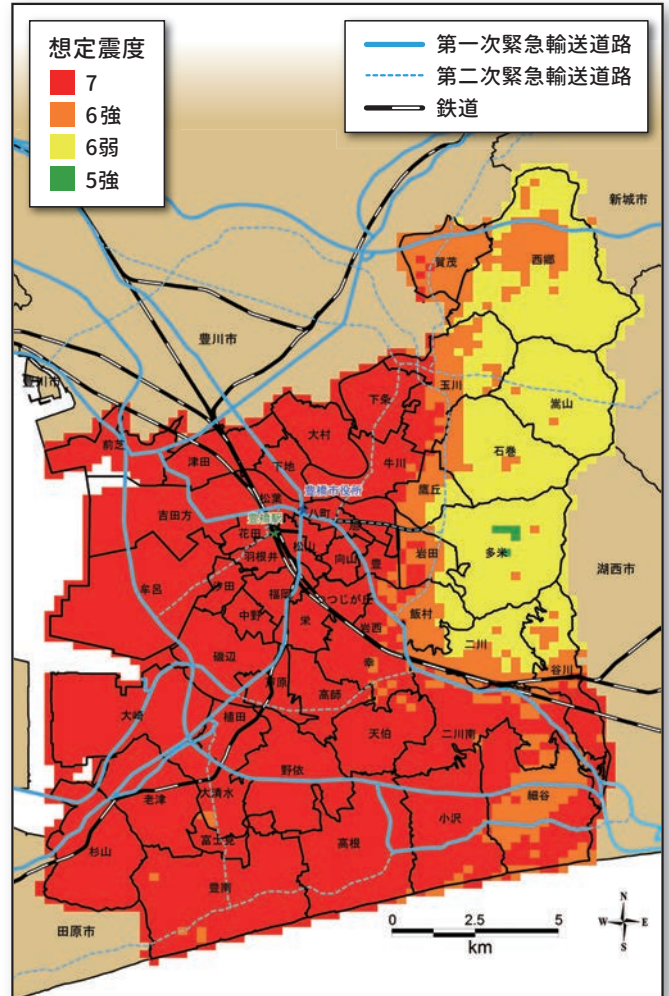 想定震度
7
6強
6弱
5強
第一次緊急輸送道路
第二次緊急輸送道路
鉄道
新城市
賀茂
西郷
豊川市
豊川市
玉川
下条
嵩山
大村
前芝
石巻
津田
下地
牛川
鷹丘
豊橋市役所
松葉
八町
吉田方
豊橋駅
旭
花田
松山
岩田
多米
羽根井
向山
豊
湖西市
汐田
牟呂
福岡
つつじが丘
飯村
中野
栄
岩西
二川
磯辺
幸
谷川
芦原
高師
大崎
植田
天伯
二川南
野依
細谷
老津
大清水
小沢
富士見
高根
杉山
豊南
田原市
0 2.5 5
km
N
W E
S